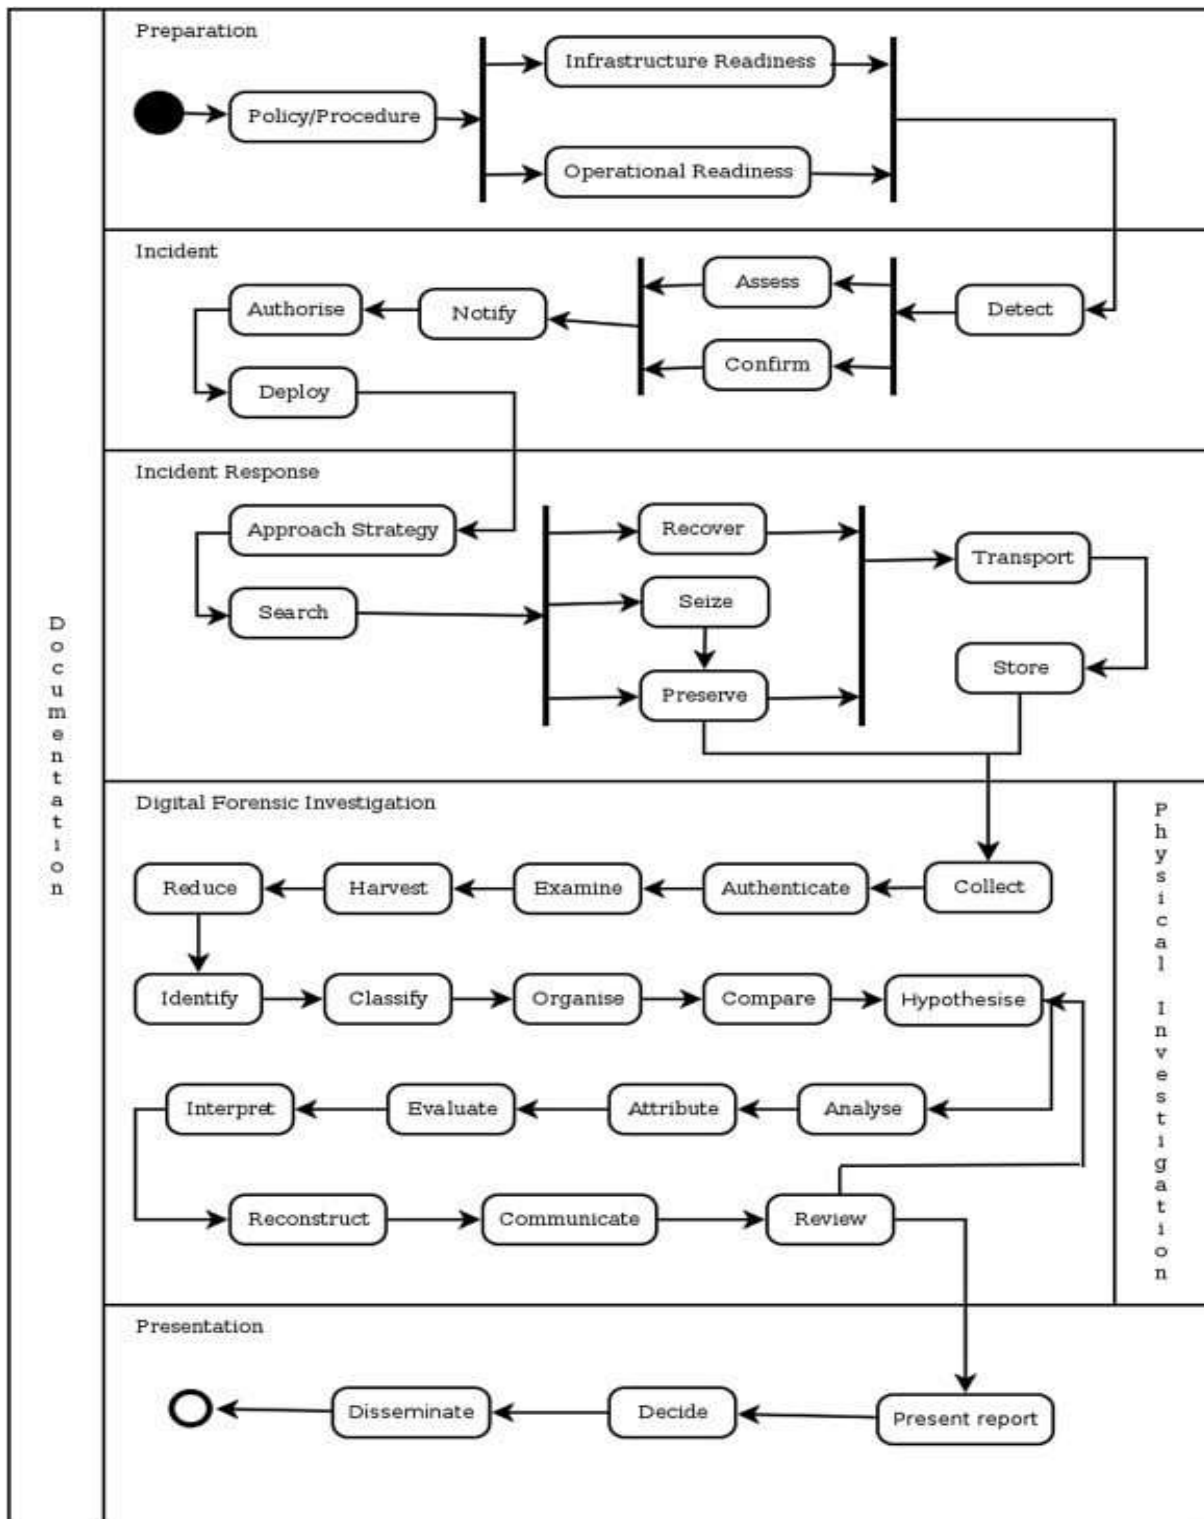 Preparation
Infrastructure Readiness
Policy/Procedure
Operational Readiness
Incident
Assess
Authorise
Notify
Detect
Confirm
Deploy
Incident Response
Recover
Approach Strategy
Transport
Seize
Search
Store
Preserve
Documentation
Digital Forensic Investigation
Physical Investigation
Reduce
Harvest
Examine
Authenticate
Collect
Identify
Classify
Organise
Compare
Hypothesise
Interpret
Evaluate
Attribute
Analyse
Reconstruct
Communicate
Review
Presentation
Disseminate
Decide
Present report